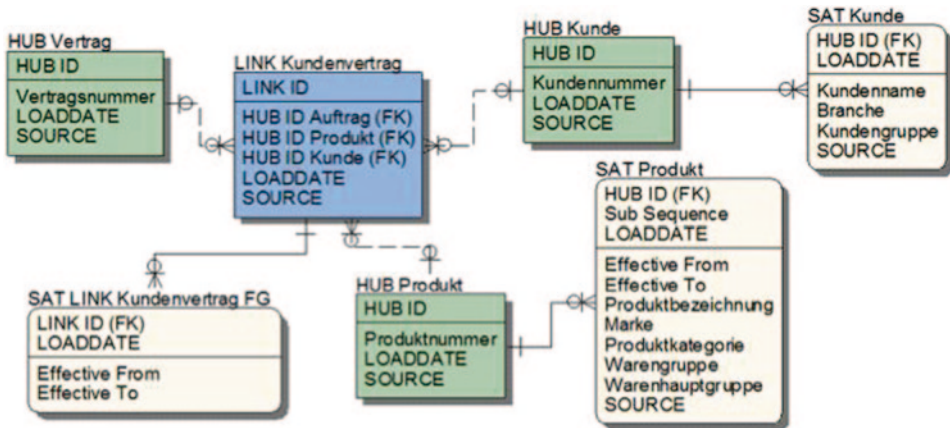 HUB Vertrag
HUB ID
Vertragsnummer
LOADDATE
SOURCE
LINK Kundenvertrag
LINK ID
HUB ID Auftrag (FK)
HUB ID Produkt (FK)
HUB ID Kunde (FK)
LOADDATE
SOURCE
HUB Kunde
HUB ID
Kundennummer
LOADDATE
SOURCE
SAT Kunde
HUB ID (FK)
LOADDATE
Kundenname
Branche
Kundengruppe
SOURCE
SAT Produkt
HUB ID (FK)
Sub Sequence
LOADDATE
Effective From
Effective To
Produktbezeichnung
Marke
Produktkategorie
Warengruppe
Warenhauptgruppe
SOURCE
HUB Produkt
HUB ID
Produktnummer
LOADDATE
SOURCE
SAT LINK Kundenvertrag FG
LINK ID (FK)
LOADDATE
Effective From
Effective To